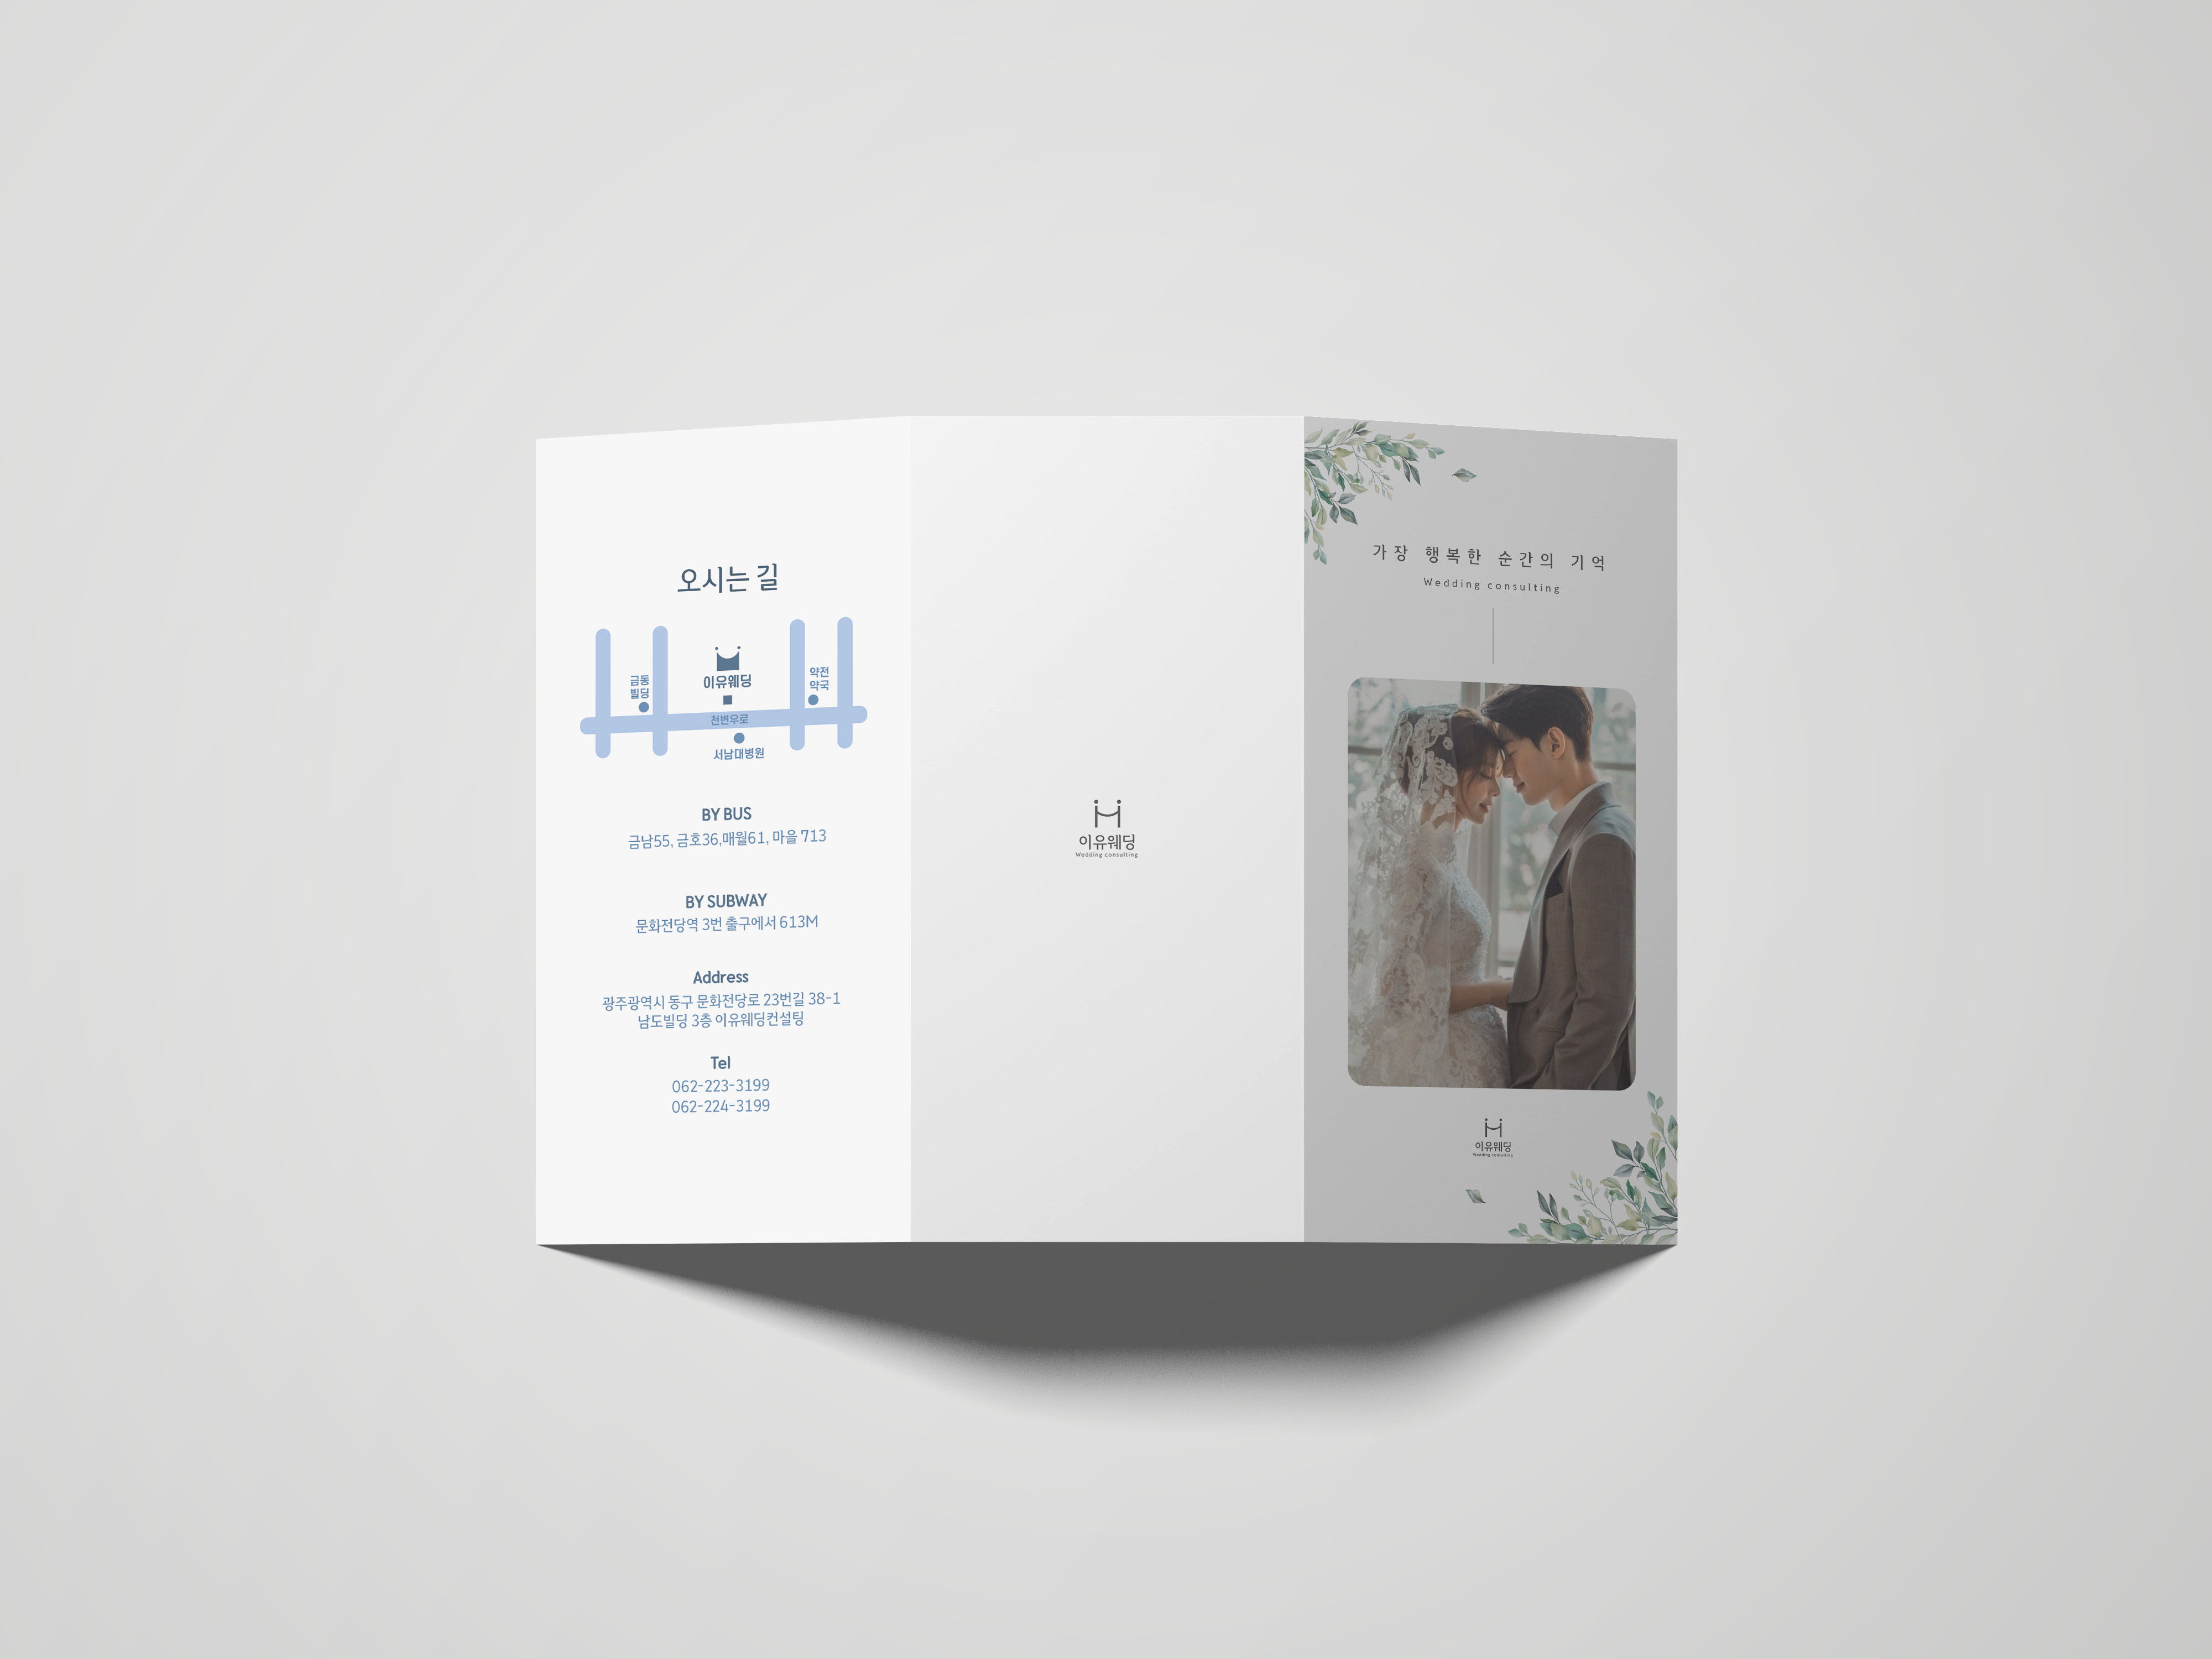 오시는 길
금동
빌딩
이유웨딩
약전
약국
천변우로
서남대병원
BY BUS
금남55, 금호36,매월61, 마을 713
BY SUBWAY
문화전당역 3번 출구에서 613M
Address
광주광역시 동구 문화전당로 23번길 38-1
남도빌딩 3층 이유웨딩컨설팅
Tel
062-223-3199
062-224-3199
이유웨딩
Wedding consulting
가장 행복한 순간의 기억
Wedding consulting
이유웨딩
Wedding consulting